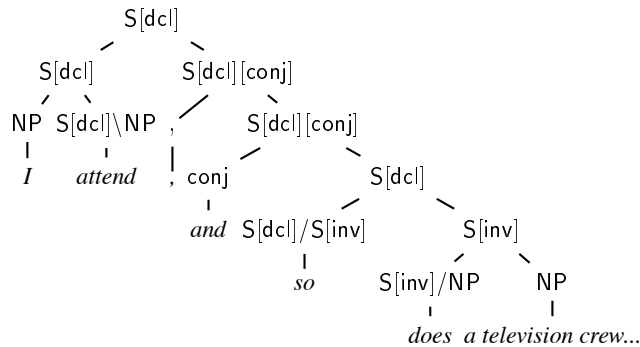 S[dcl]
S[dcl] S[dcl][conj]
NP S[dcl]\NP , S[dcl][conj]
I attend , conj S[dcl]
and S[dcl]/S[inv] S[inv]
so S[inv]/NP NP
does a television crew...